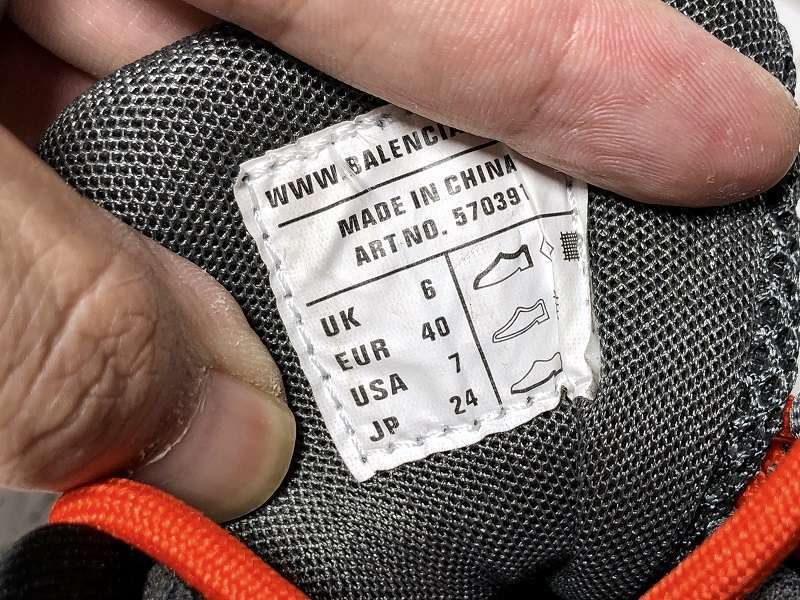 WWW.BALENCIA
MADE IN CHINA
ART NO. 570391
UK 6
EUR 40
USA 7
JP 24